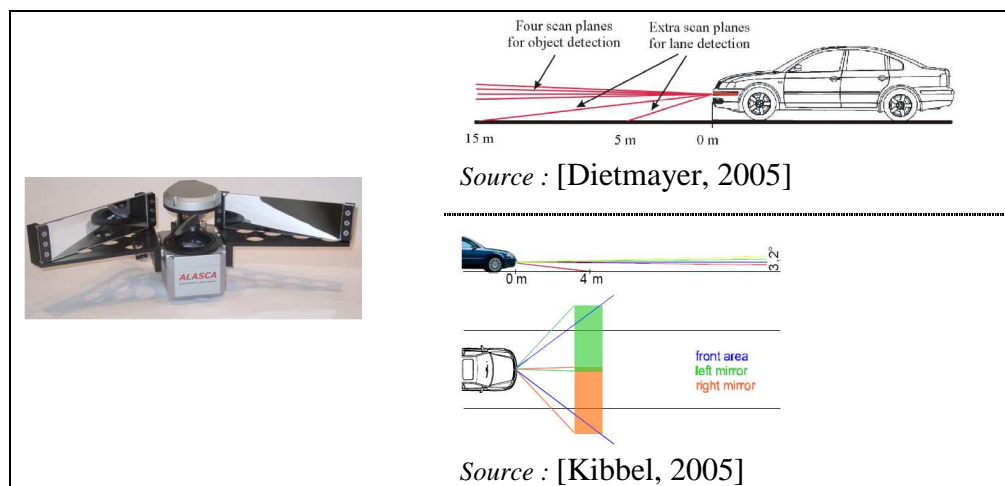 Four scan planes
for object detection
Extra scan planes
for lane detection
15 m
5 m
0 m
Source : [Dietmayer, 2005]
ALASCA
0 m
4 m
3,2°
front area
left mirror
right mirror
Source : [Kibbel, 2005]